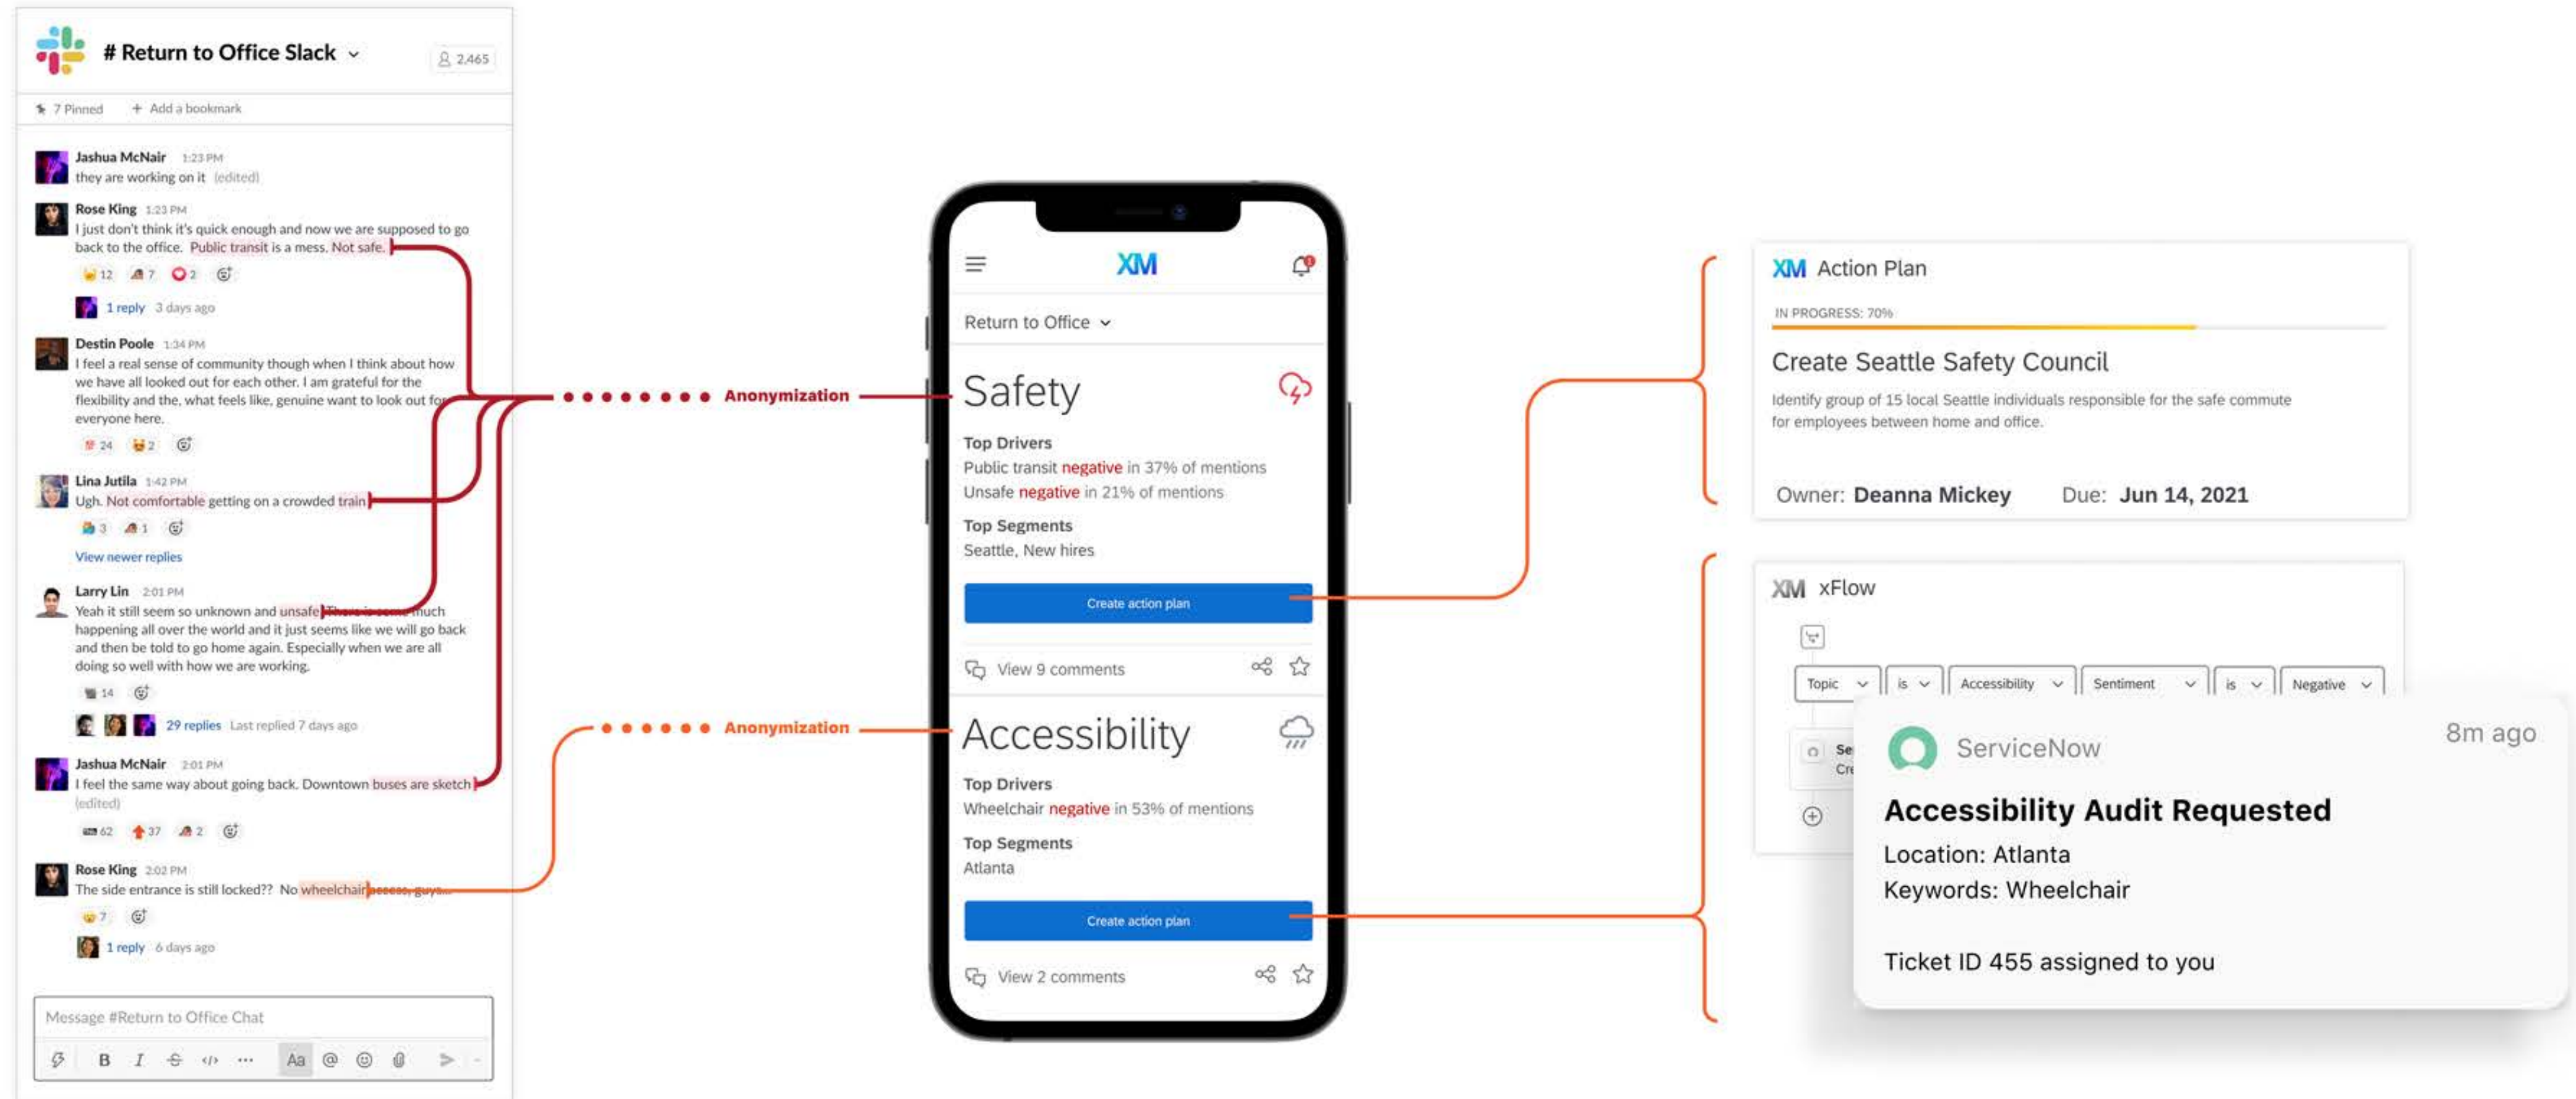 # Return to Office Slack
2,465
7 Pinned + Add a bookmark
Jashua McNair 1:23 PM
they are working on it (edited)
Rose King 1:23 PM
I just don't think it's quick enough and now we are supposed to go
back to the office. Public transit is a mess. Not safe.
12 7 2
1 reply 3 days ago
Destin Poole 1:34 PM
I feel a real sense of community though when I think about how
we have all looked out for each other. I am grateful for the
flexibility and the, what feels like, genuine want to look out for
everyone here.
24 2
Lina Jutila 1:42 PM
Ugh. Not comfortable getting on a crowded train
3 1
View newer replies
Larry Lin 2:01 PM
Yeah it still seem so unknown and unsafe. There is so much
happening all over the world and it just seems like we will go back
and then be told to go home again. Especially when we are all
doing so well with how we are working.
14
29 replies Last replied 7 days ago
Jashua McNair 2:01 PM
I feel the same way about going back. Downtown buses are sketch
(edited)
62 37 2
Rose King 2:02 PM
The side entrance is still locked?? No wheelchair access, guys...
7
1 reply 6 days ago
Message #Return to Office Chat
B I S </> ... Aa @
Anonymization
Anonymization
XM
1
Return to Office
Safety
Top Drivers
Public transit negative in 37% of mentions
Unsafe negative in 21% of mentions
Top Segments
Seattle, New hires
Create action plan
View 9 comments
Accessibility
Top Drivers
Wheelchair negative in 53% of mentions
Top Segments
Atlanta
Create action plan
View 2 comments
XM Action Plan
IN PROGRESS: 70%
Create Seattle Safety Council
Identify group of 15 local Seattle individuals responsible for the safe commute
for employees between home and office.
Owner: Deanna Mickey Due: Jun 14, 2021
XM xFlow
Topic is Accessibility Sentiment is Negative
Se
Cre
ServiceNow 8m ago
Accessibility Audit Requested
Location: Atlanta
Keywords: Wheelchair
Ticket ID 455 assigned to you